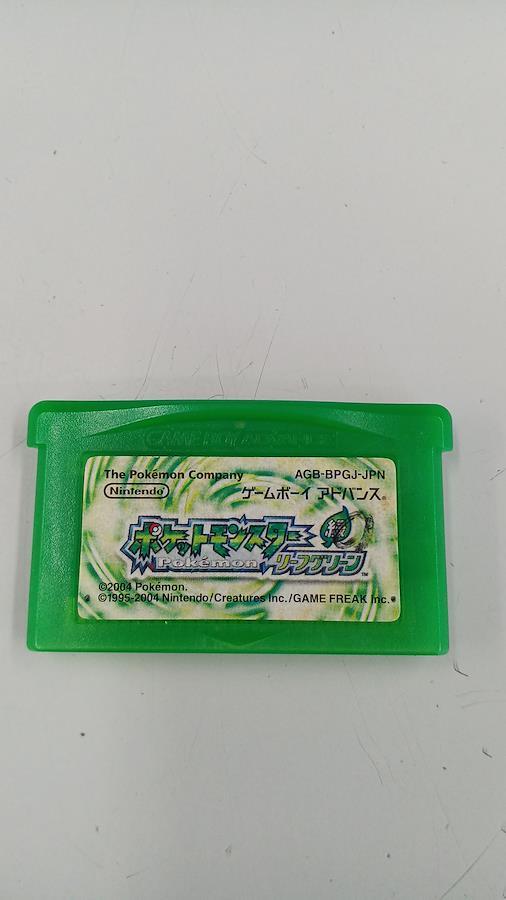 GAME BOY ADVANCE
The Pokémon Company AGB-BPGJ-JPN
Nintendo ゲームボーイ アドバンス®
ポケットモンスター
Pokémon リーフグリーン™
©2004 Pokémon.
©1995-2004 Nintendo/Creatures inc./GAME FREAK inc.